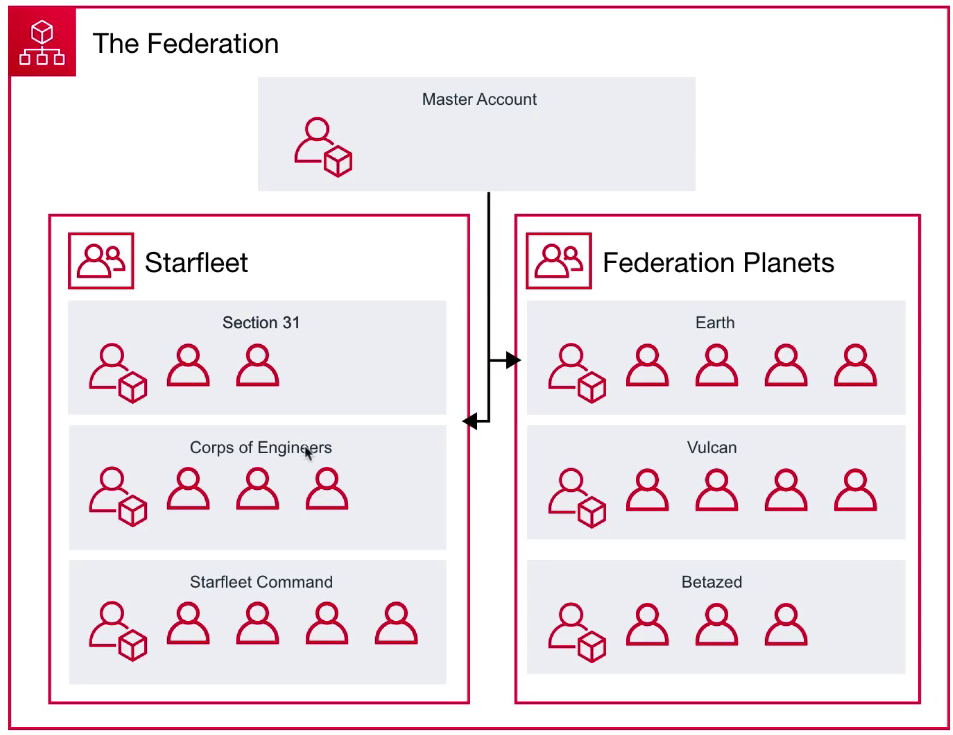 The Federation
Master Account
Starfleet
Section 31
Corps of Engineers
Starfleet Command
Federation Planets
Earth
Vulcan
Betazed